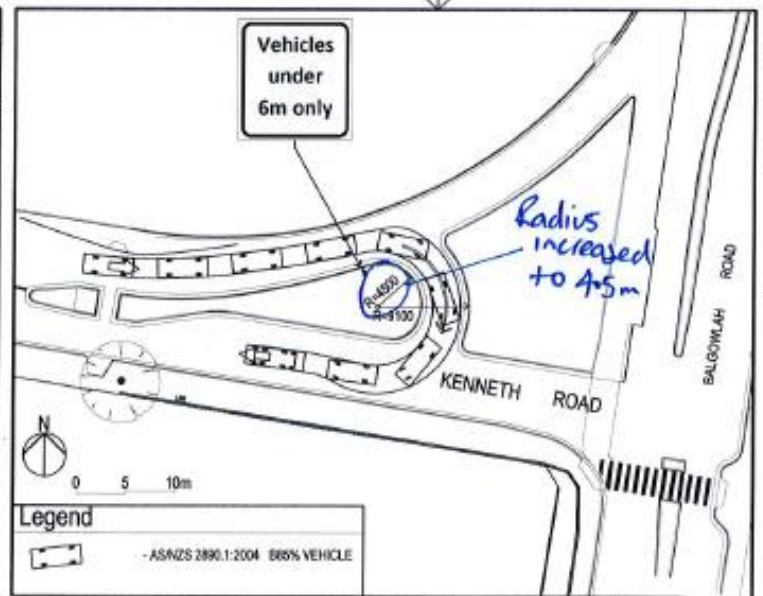 Vehicles
under
6m only
Radius
increased
to 4.5m
R=4500
R=9100
KENNETH ROAD
BALGOWLAH ROAD
N
0 5 10m
Legend
- AS/NZS 2890.1:2004 B85% VEHICLE